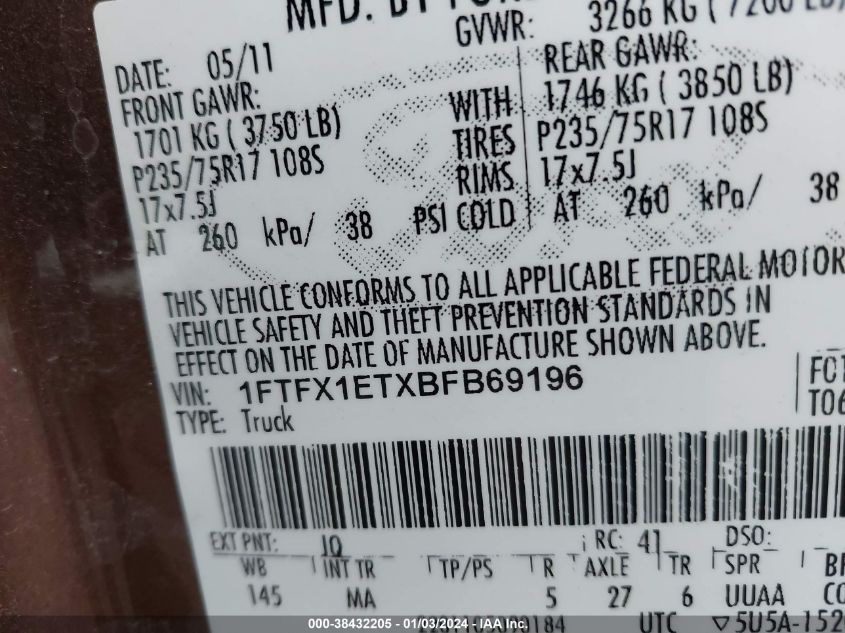 MFD. BY FORD
GVWR: 3266 KG ( 7200 LB)
DATE: 05/11
FRONT GAWR: REAR GAWR:
1701 KG ( 3750 LB) WITH 1746 KG ( 3850 LB)
P235/75R17 108S TIRES P235/75R17 108S
17x7.5J RIMS 17x7.5J
AT 260 kPa/ 38 PSI COLD AT 260 kPa/ 38
THIS VEHICLE CONFORMS TO ALL APPLICABLE FEDERAL MOTOR
VEHICLE SAFETY AND THEFT PREVENTION STANDARDS IN
EFFECT ON THE DATE OF MANUFACTURE SHOWN ABOVE.
VIN: 1FTFX1ETXBFB69196
TYPE: Truck
EXT PNT: JQ RC: 41 DSO:
WB INT TR TP/PS R AXLE TR SPR
145 MA 5 27 6 UUAA
UTC ▽5U5A-1520
000-38432205 - 01/03/2024 - IAAI